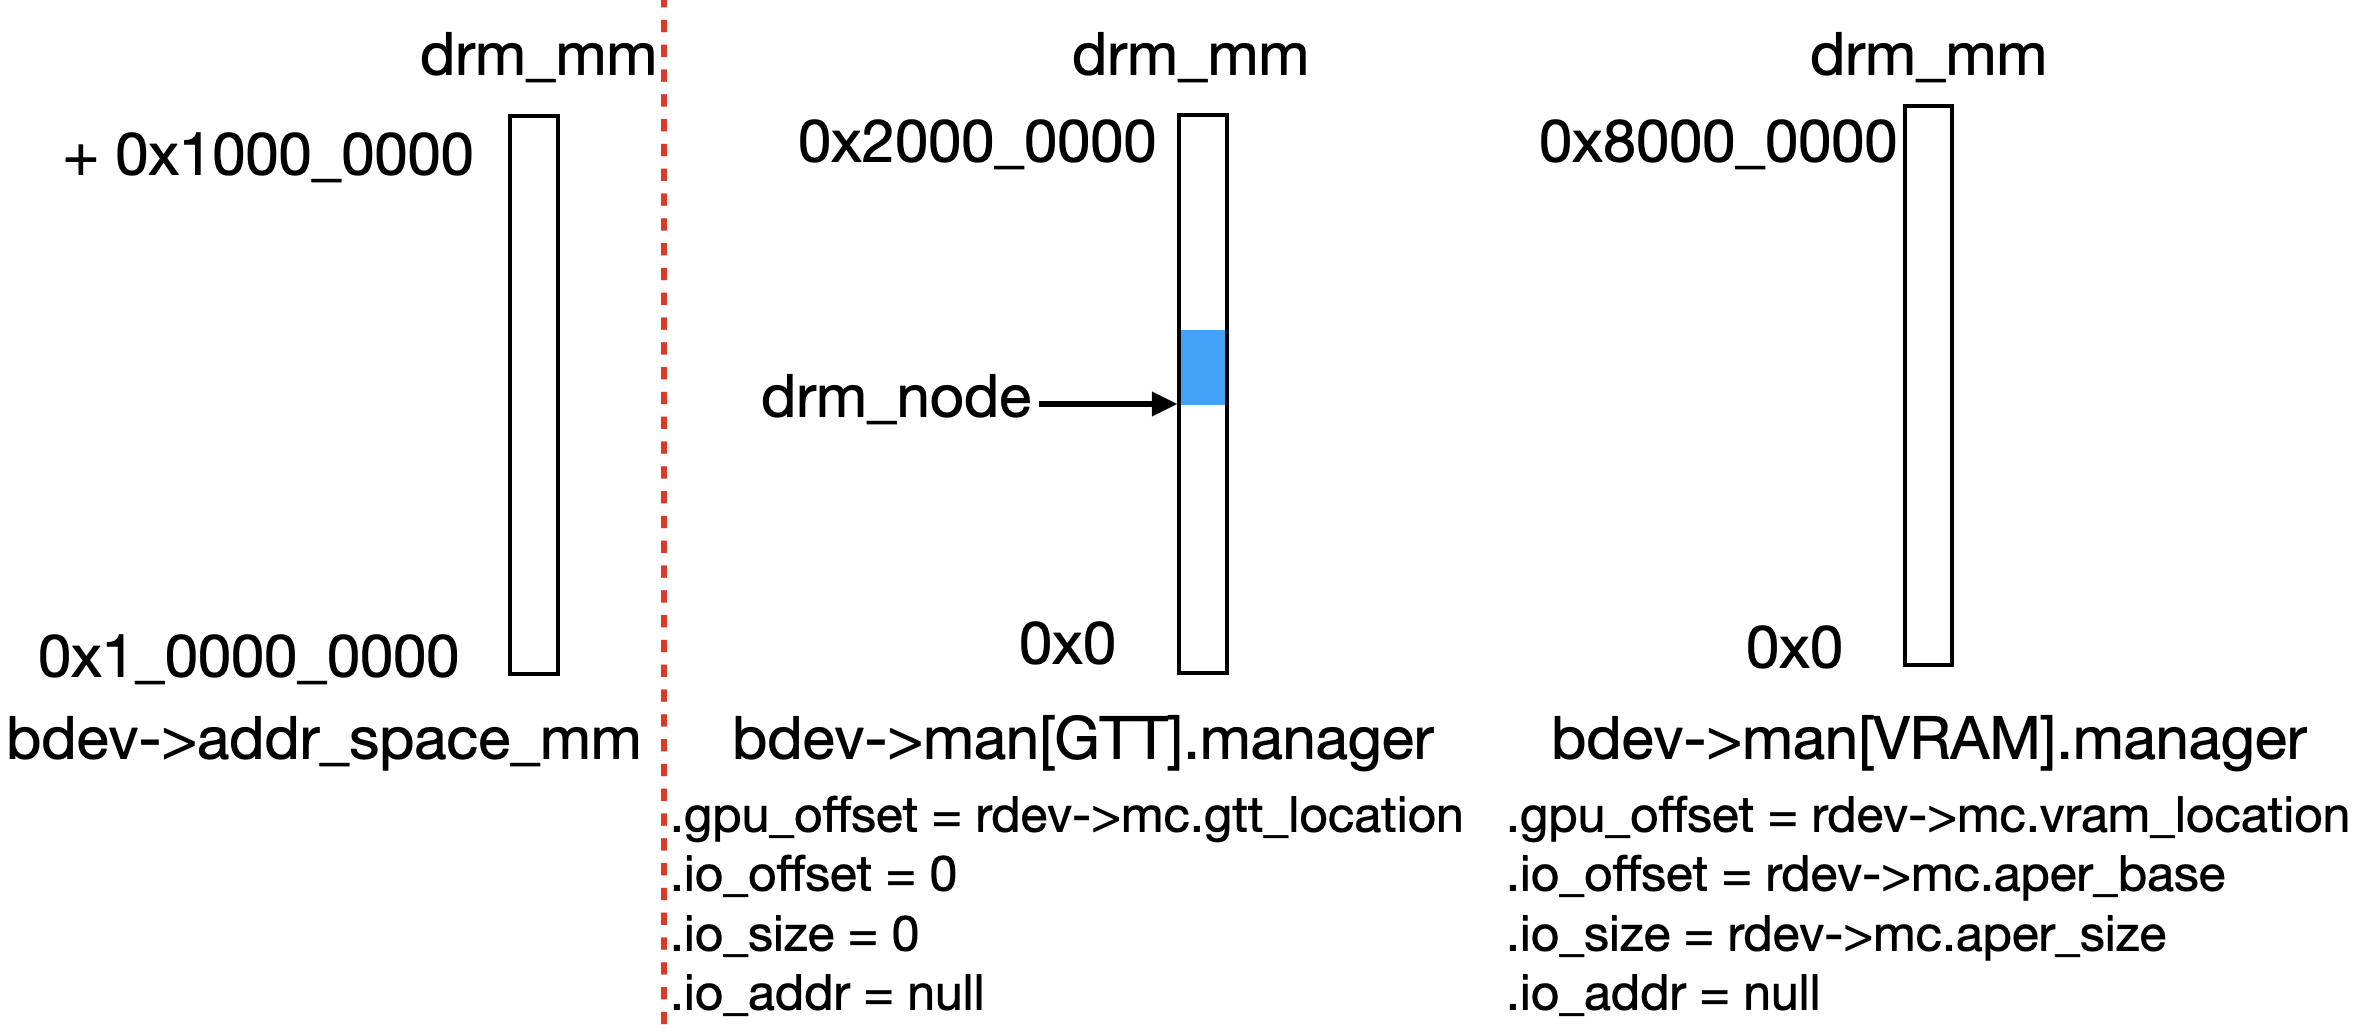 drm_mm
+ 0x1000_0000
0x1_0000_0000
bdev->addr_space_mm
drm_mm
0x2000_0000
drm_node
0x0
bdev->man[GTT].manager
.gpu_offset = rdev->mc.gtt_location
.io_offset = 0
.io_size = 0
.io_addr = null
drm_mm
0x8000_0000
0x0
bdev->man[VRAM].manager
.gpu_offset = rdev->mc.vram_location
.io_offset = rdev->mc.aper_base
.io_size = rdev->mc.aper_size
.io_addr = null